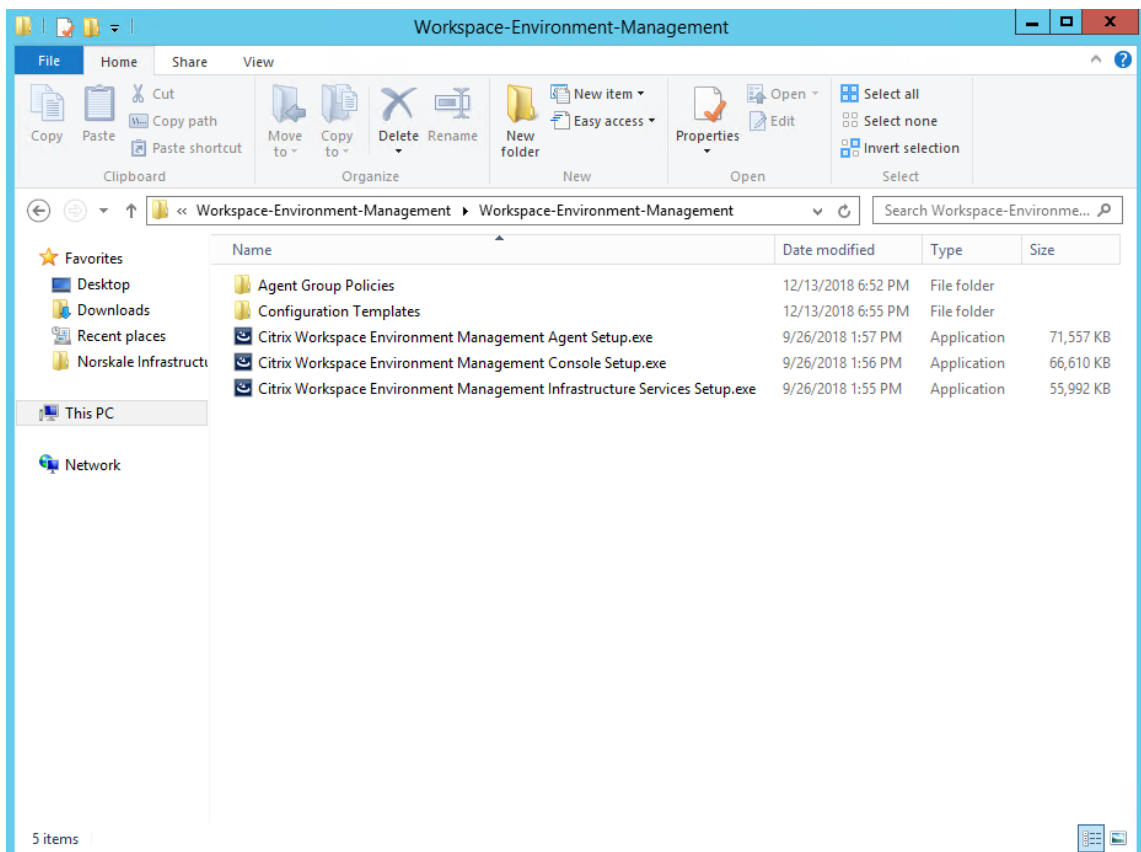 Workspace-Environment-Management
File Home Share View
Copy
Paste
Cut
Copy path
Paste shortcut
Clipboard
Move to
Copy to
Delete
Rename
Organize
New folder
New item
Easy access
New
Properties
Open
Edit
Open
Select all
Select none
Invert selection
Select
« Workspace-Environment-Management Workspace-Environment-Management
Search Workspace-Environme...
Favorites
Desktop
Downloads
Recent places
Norskale Infrastructu
This PC
Network
Name Date modified Type Size
Agent Group Policies 12/13/2018 6:52 PM File folder
Configuration Templates 12/13/2018 6:55 PM File folder
Citrix Workspace Environment Management Agent Setup.exe 9/26/2018 1:57 PM Application 71,557 KB
Citrix Workspace Environment Management Console Setup.exe 9/26/2018 1:56 PM Application 66,610 KB
Citrix Workspace Environment Management Infrastructure Services Setup.exe 9/26/2018 1:55 PM Application 55,992 KB
5 items